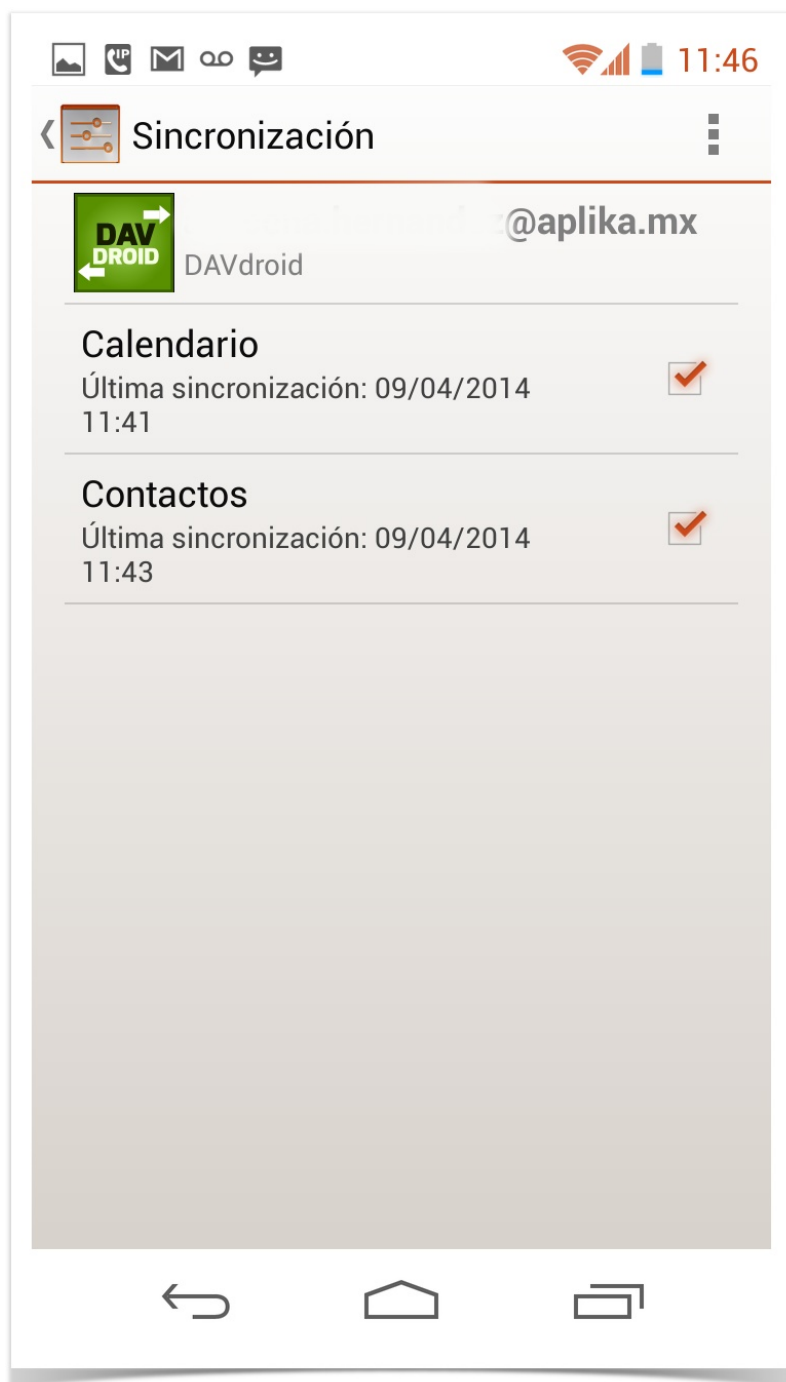 11:46
Sincronización
DAV
DROID
@aplika.mx
DAVdroid
Calendario
Última sincronización: 09/04/2014
11:41
Contactos
Última sincronización: 09/04/2014
11:43